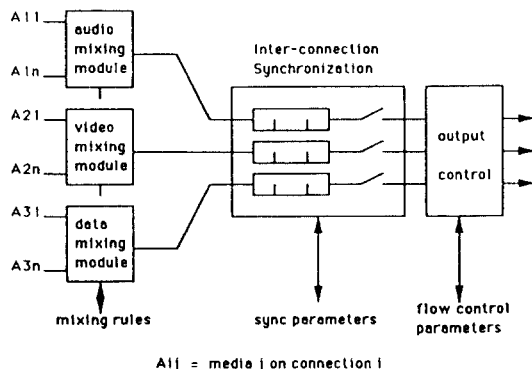 A11
A1n
audio
mixing
module
A21
A2n
video
mixing
module
A31
A3n
data
mixing
module
mixing rules
Inter-connection
Synchronization
sync parameters
output
control
flow control
parameters
Aij = media j on connection i